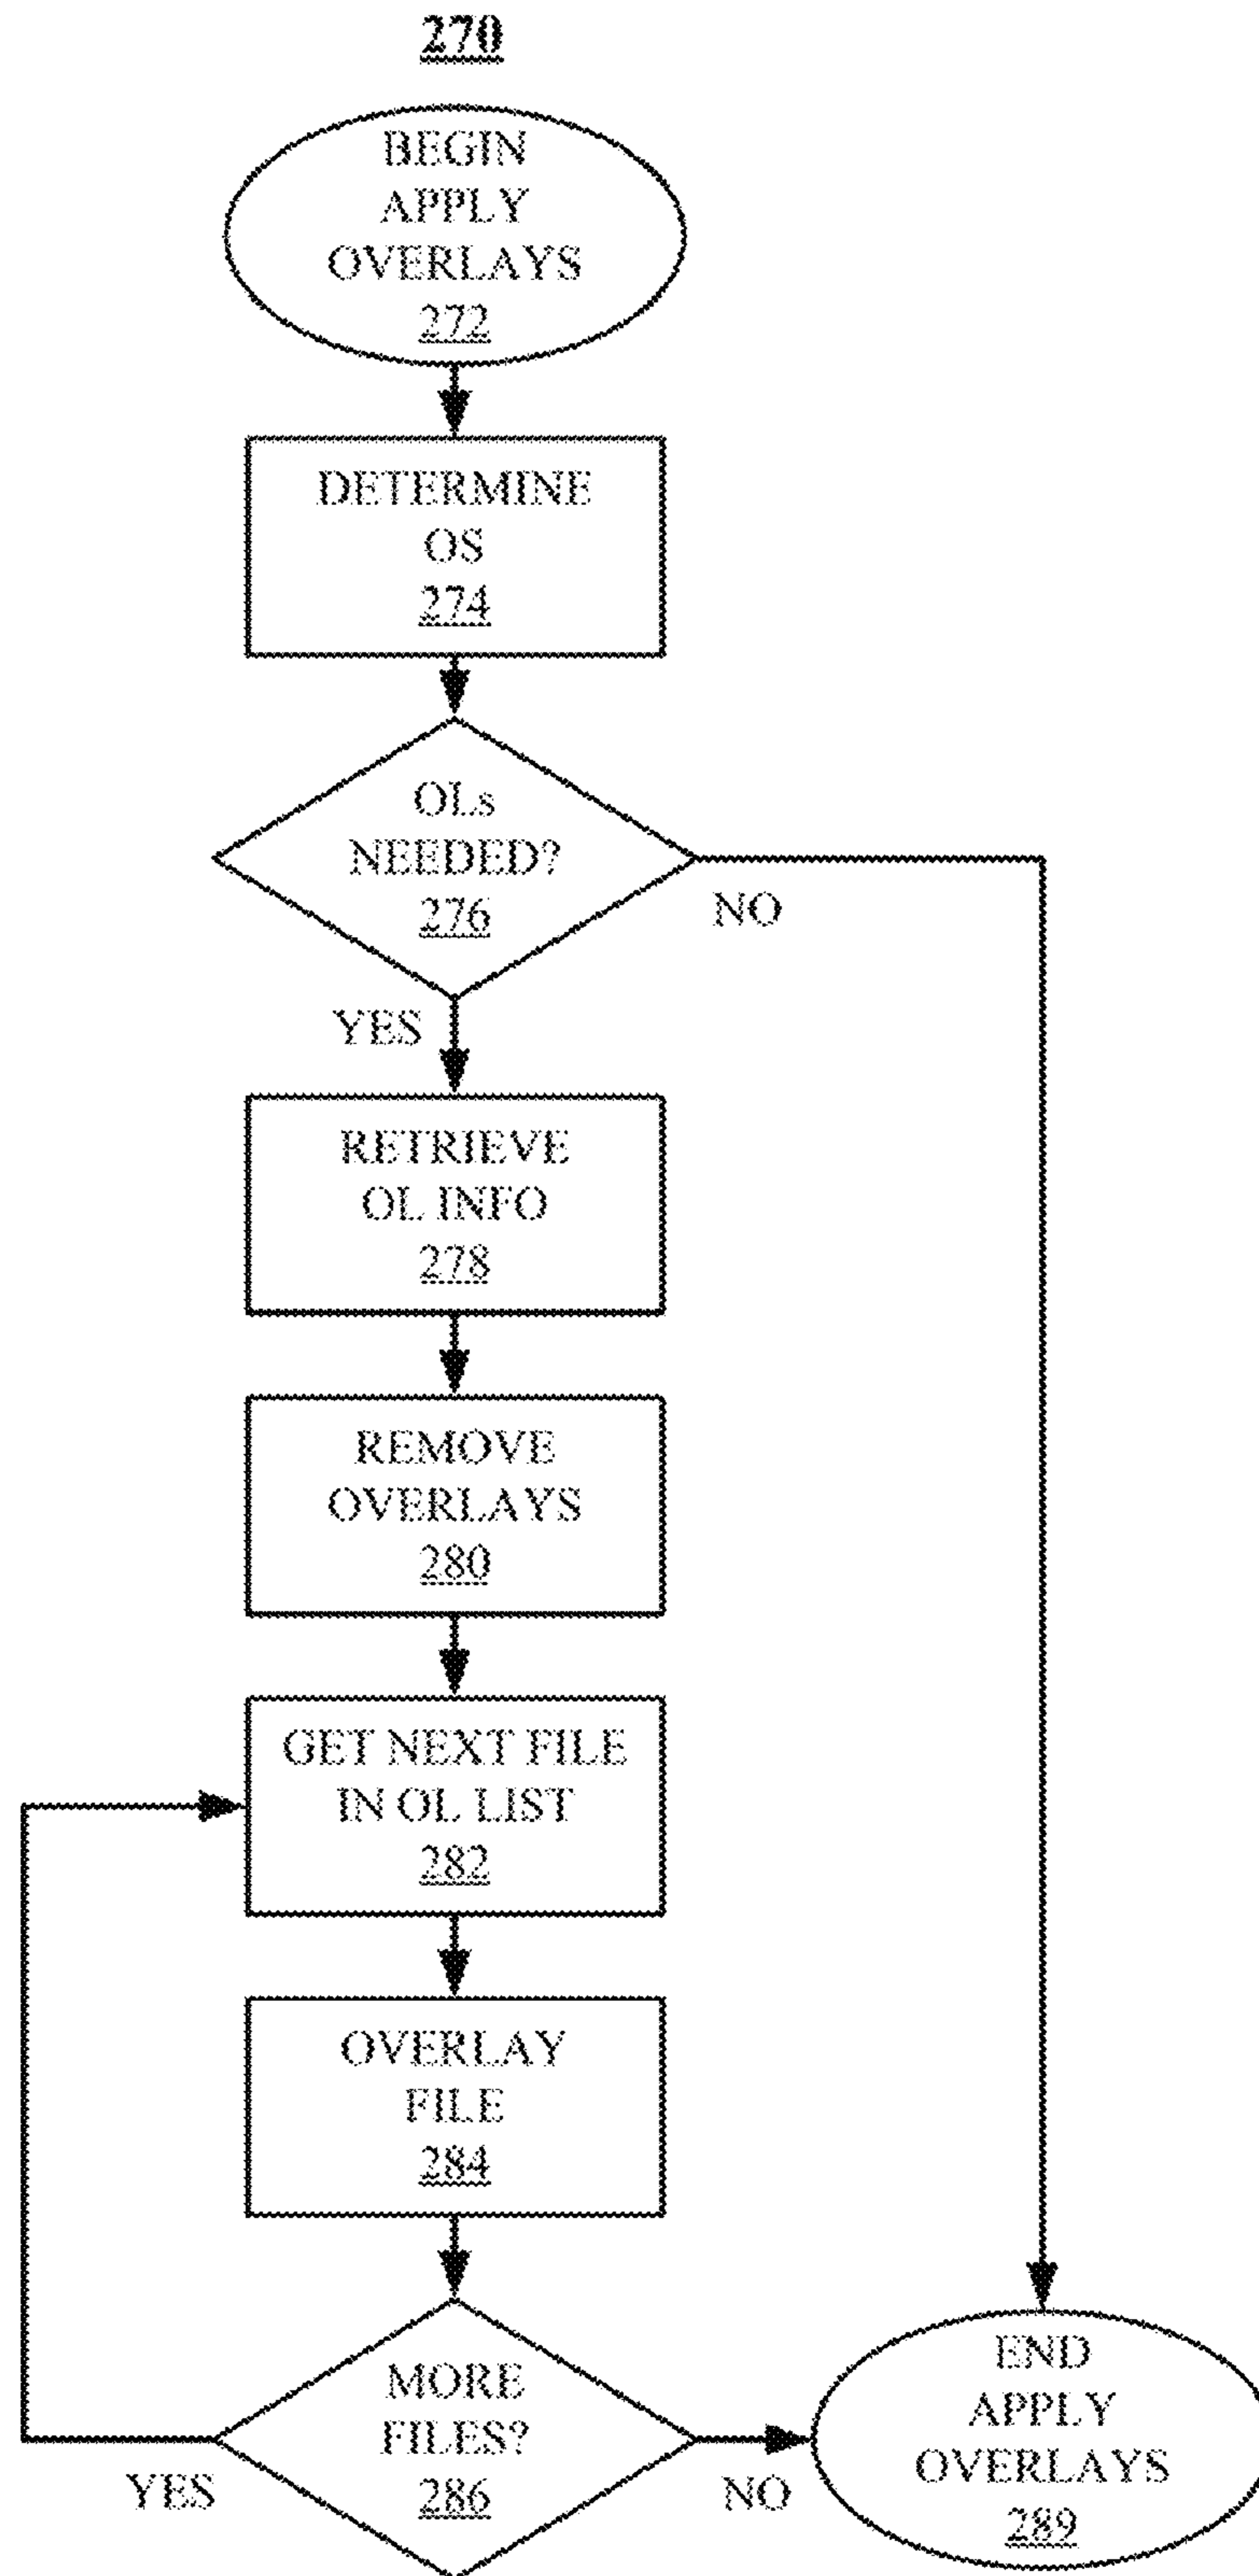 270
BEGIN
APPLY
OVERLAYS
272
DETERMINE
OS
274
OLs
NEEDED?
276
NO
YES
RETRIEVE
OL INFO
278
REMOVE
OVERLAYS
280
GET NEXT FILE
IN OL LIST
282
OVERLAY
FILE
284
MORE
FILES?
286
YES
NO
END
APPLY
OVERLAYS
289